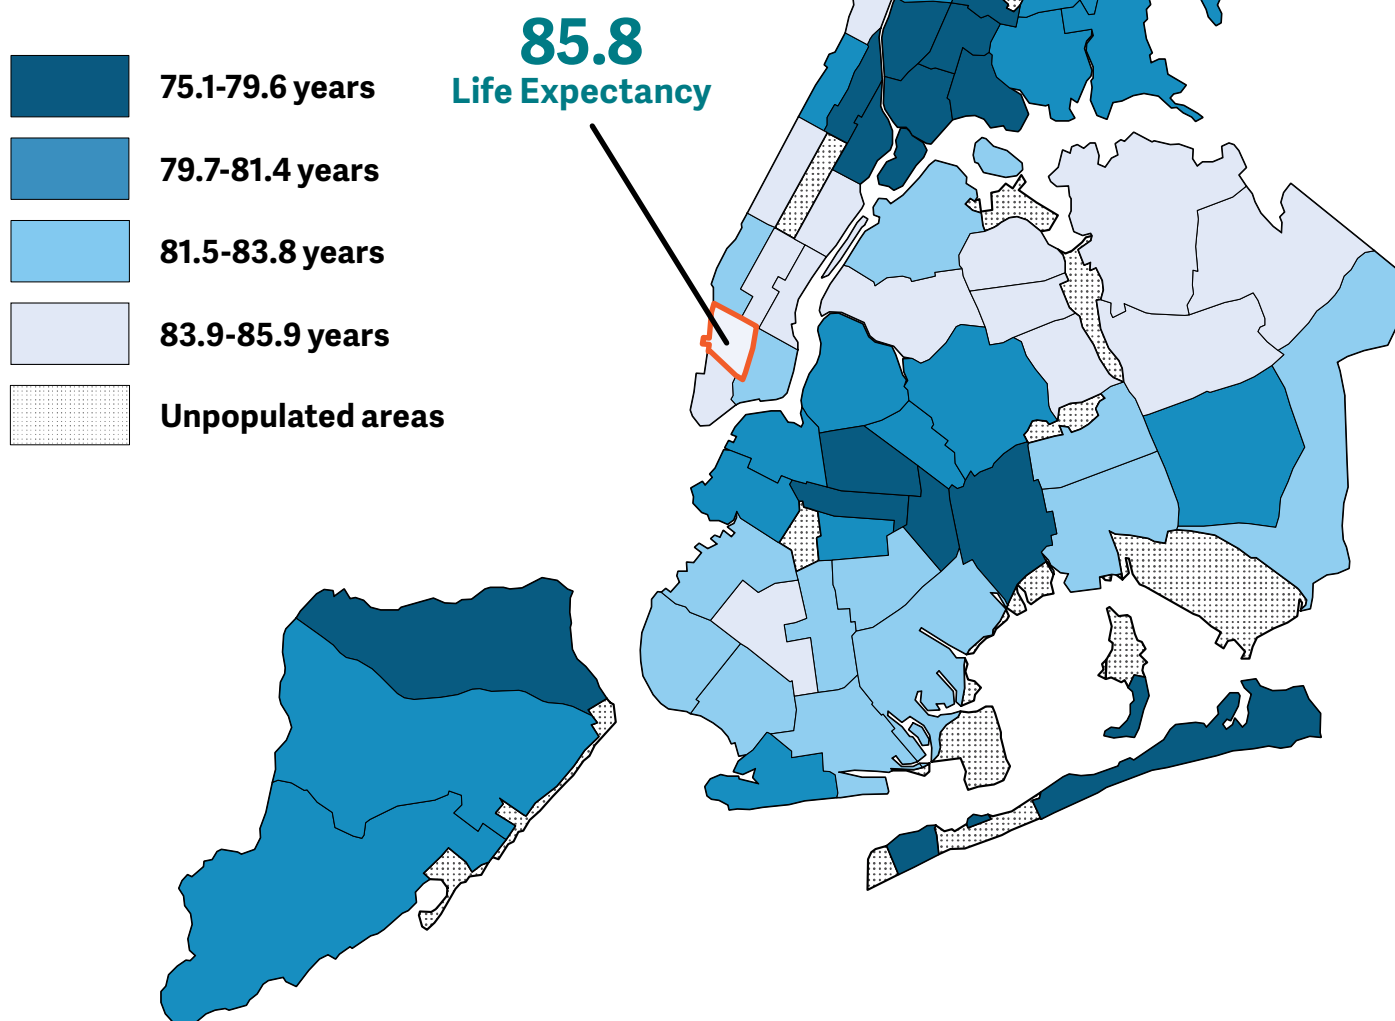 85.8
Life Expectancy
75.1-79.6 years
79.7-81.4 years
81.5-83.8 years
83.9-85.9 years
Unpopulated areas